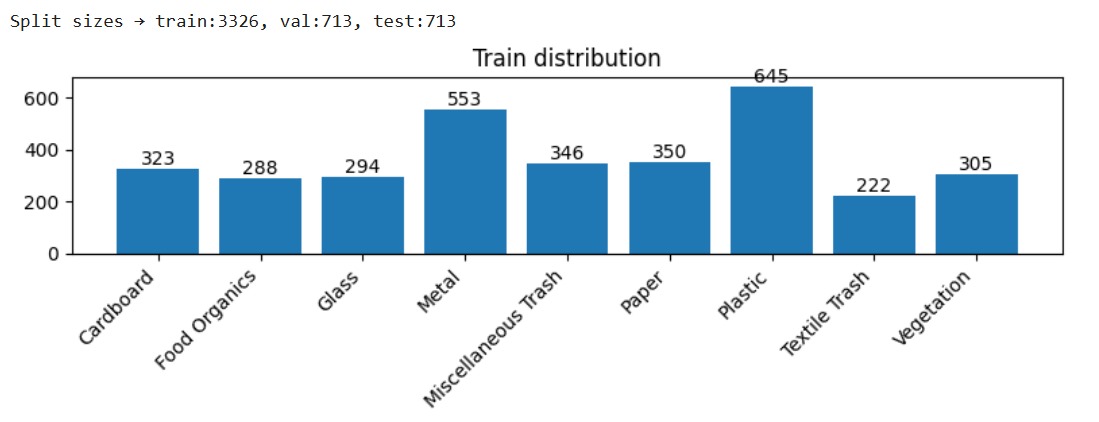 Split sizes → train:3326, val:713, test:713
Train distribution
600
400
200
0
323
288
294
553
346
350
645
222
305
Cardboard
Food Organics
Glass
Metal
Miscellaneous Trash
Paper
Plastic
Textile Trash
Vegetation